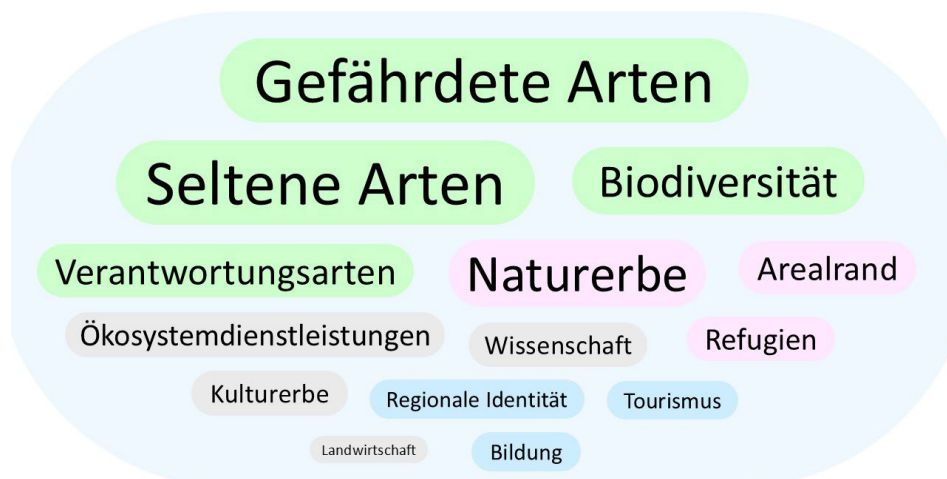 Gefährdete Arten
Seltene Arten Biodiversität
Verantwortungsarten Naturerbe Arealrand
Ökosystemdienstleistungen Wissenschaft Refugien
Kulturerbe Regionale Identität Tourismus
Landwirtschaft Bildung